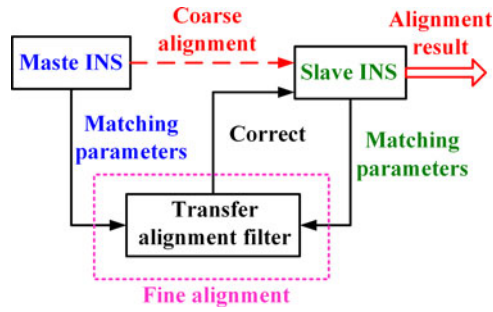 Coarse
alignment
Alignment
result
Maste INS
Slave INS
Matching
parameters
Correct
Matching
parameters
Transfer
alignment filter
Fine alignment